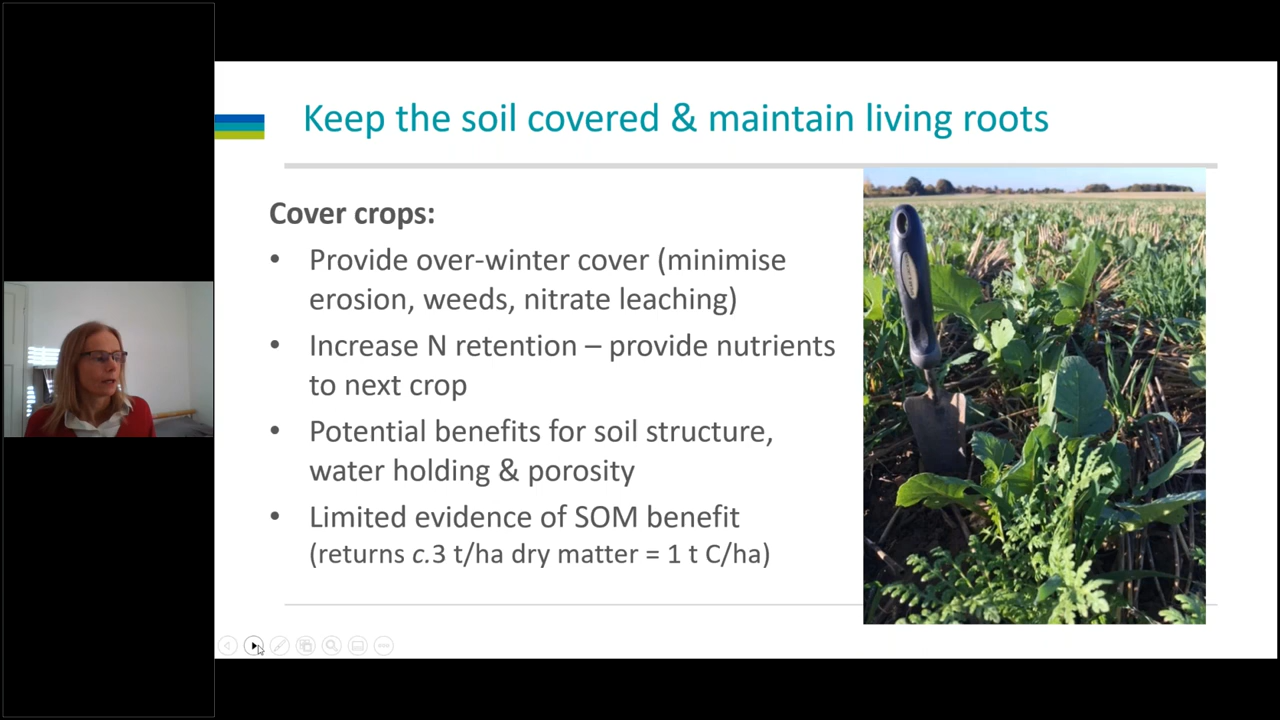 Keep the soil covered & maintain living roots
Cover crops:
• Provide over-winter cover (minimise
erosion, weeds, nitrate leaching)
• Increase N retention – provide nutrients
to next crop
• Potential benefits for soil structure,
water holding & porosity
• Limited evidence of SOM benefit
(returns c.3 t/ha dry matter = 1 t C/ha)